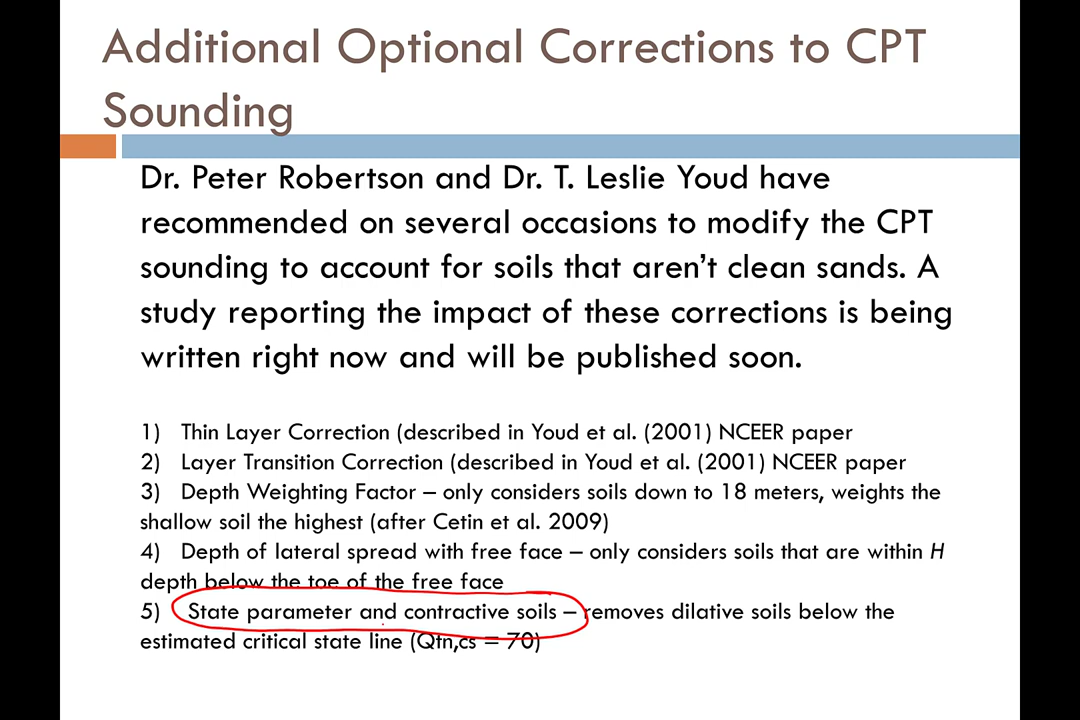 Additional Optional Corrections to CPT
Sounding
Dr. Peter Robertson and Dr. T. Leslie Youd have
recommended on several occasions to modify the CPT
sounding to account for soils that aren't clean sands. A
study reporting the impact of these corrections is being
written right now and will be published soon.
1) Thin Layer Correction (described in Youd et al. (2001) NCEER paper
2) Layer Transition Correction (described in Youd et al. (2001) NCEER paper
3) Depth Weighting Factor – only considers soils down to 18 meters, weights the
shallow soil the highest (after Cetin et al. 2009)
4) Depth of lateral spread with free face – only considers soils that are within H
depth below the toe of the free face
5) State parameter and contractive soils – removes dilative soils below the
estimated critical state line (Qtn,cs = 70)